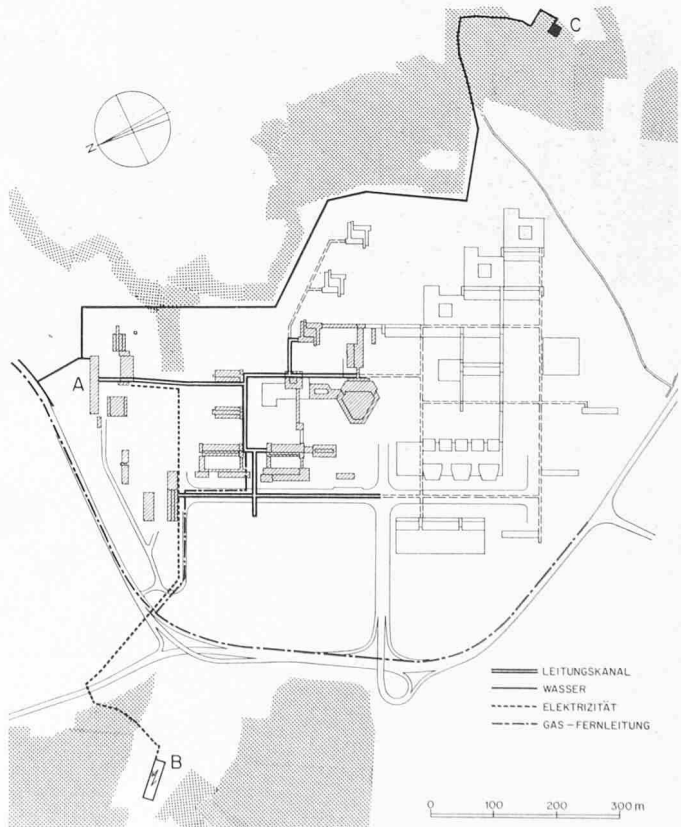 C
N
A
LEITUNGSKANAL
WASSER
ELEKTRIZITÄT
GAS-FERNLEITUNG
B
0 100 200 300 m